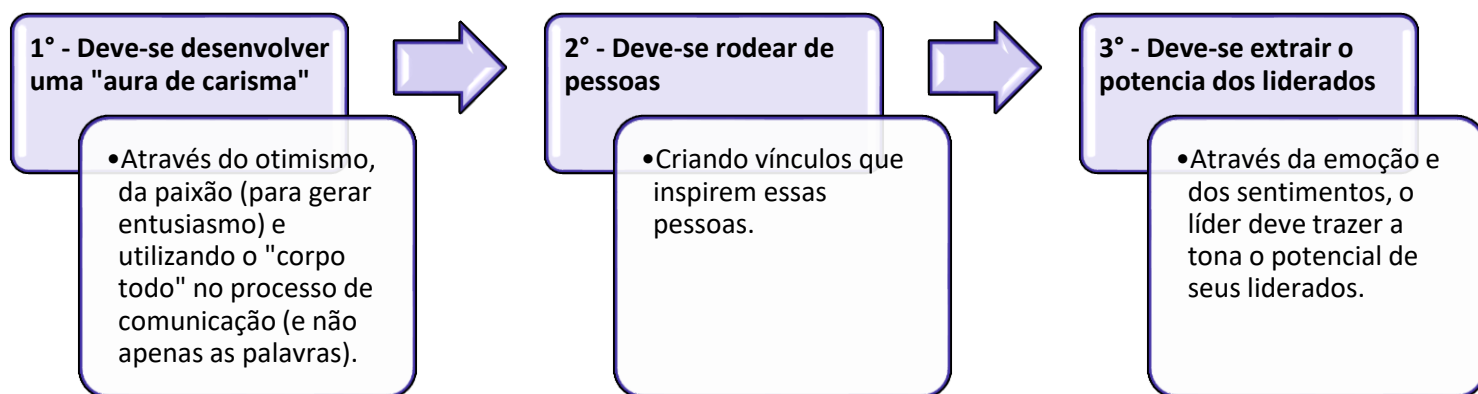 1° - Deve-se desenvolver
uma "aura de carisma"
•Através do otimismo,
da paixão (para gerar
entusiasmo) e
utilizando o "corpo
todo" no processo de
comunicação (e não
apenas as palavras).
2° - Deve-se rodear de
pessoas
•Criando vínculos que
inspirem essas
pessoas.
3° - Deve-se extrair o
potencia dos liderados
•Através da emoção e
dos sentimentos, o
líder deve trazer a
tona o potencial de
seus liderados.